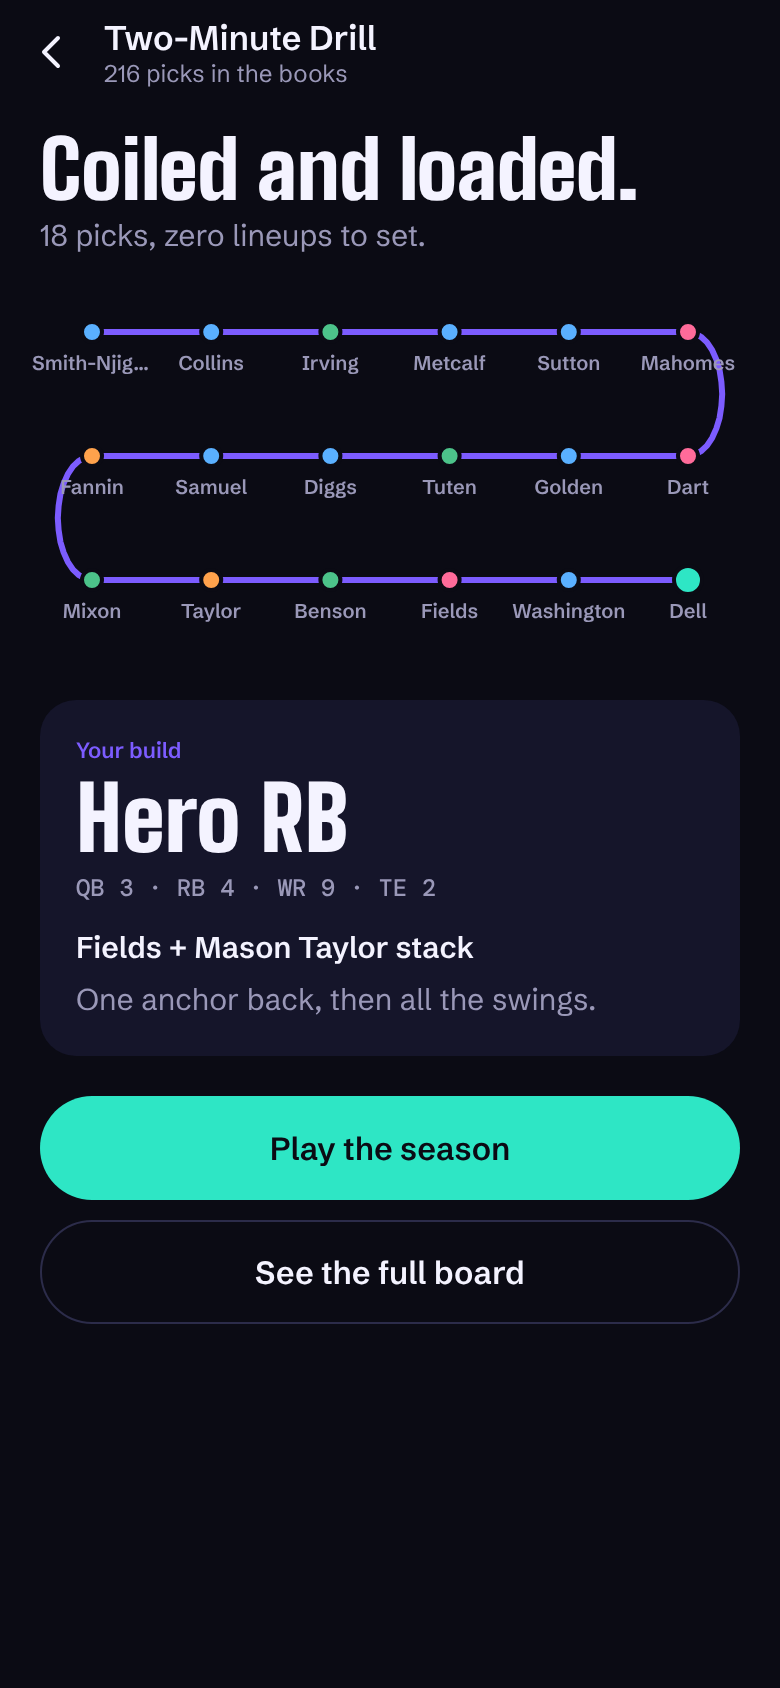 Two-Minute Drill
216 picks in the books
Coiled and loaded.
18 picks, zero lineups to set.
Smith-Njig... Collins Irving Metcalf Sutton Mahomes
Fannin Samuel Diggs Tuten Golden Dart
Mixon Taylor Benson Fields Washington Dell
Your build
Hero RB
QB 3 · RB 4 · WR 9 · TE 2
Fields + Mason Taylor stack
One anchor back, then all the swings.
Play the season
See the full board